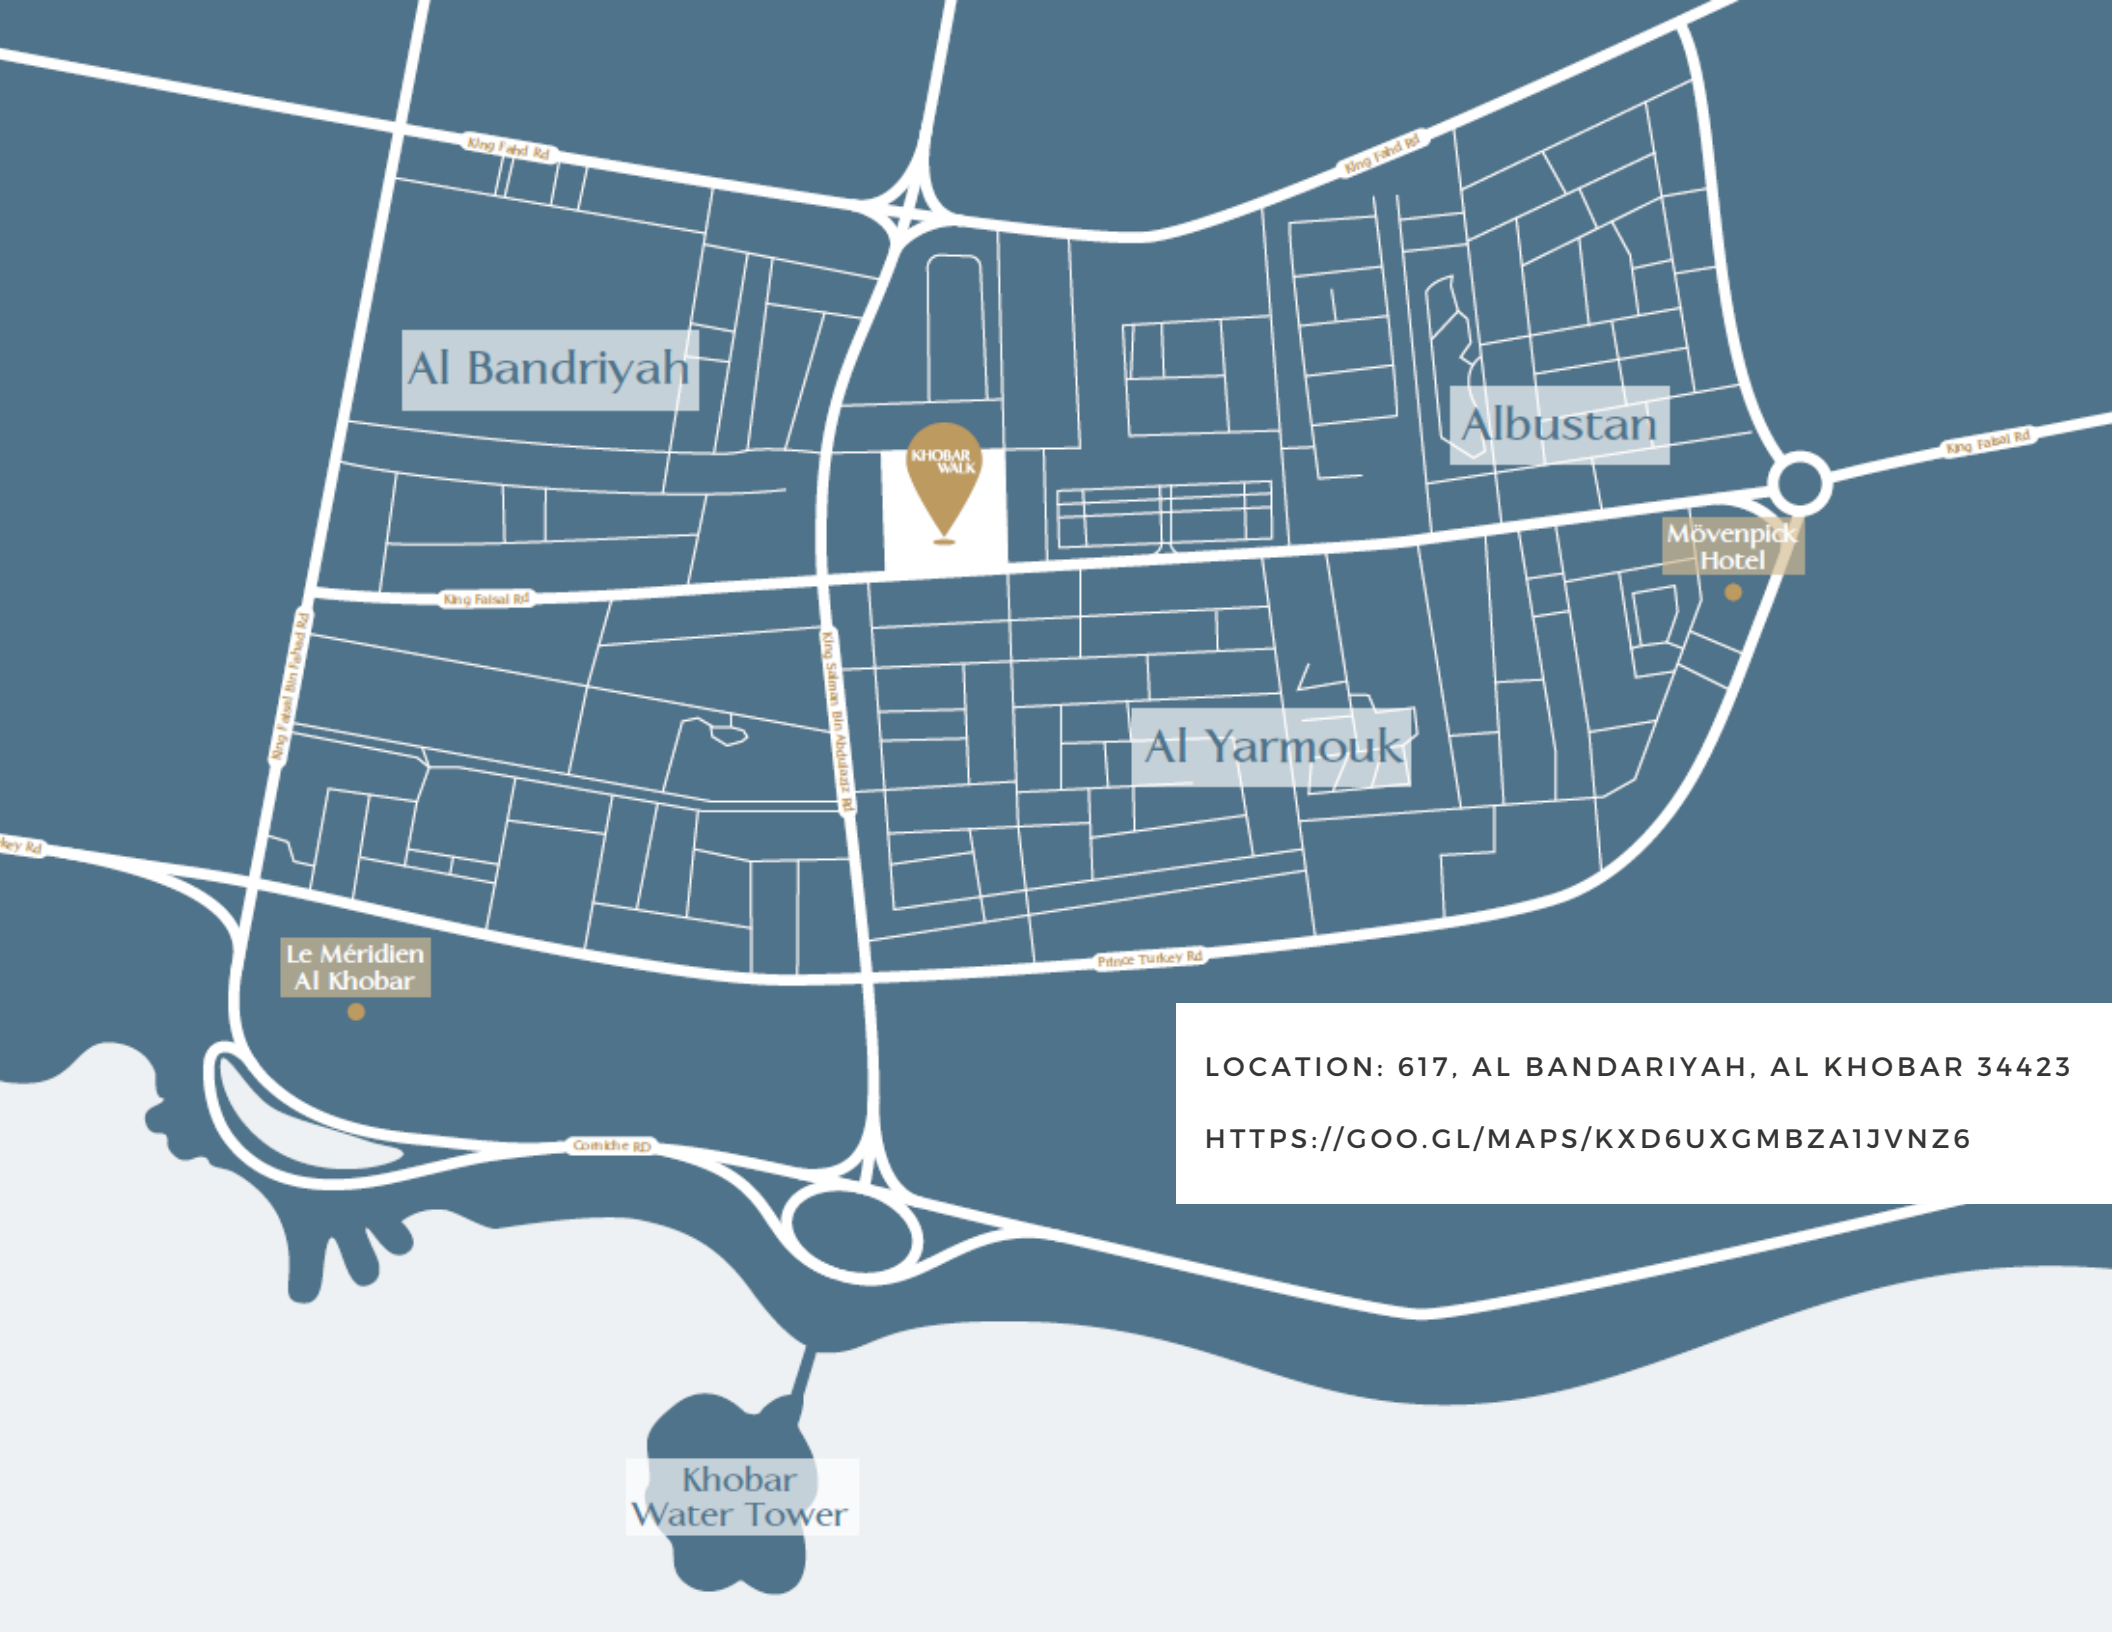 King Fahd Rd
King Fahd Rd
Al Bandriyah
Albustan
King Faisal Rd
KHOBAR
WALK
Mövenpick
Hotel
King Faisal Rd
King Faisal Bin Fahad Rd
King Salman Bin Abdulaziz Rd
Al Yarmouk
key Rd
Le Méridien
Al Khobar
Prince Turkey Rd
LOCATION: 617, AL BANDARIYAH, AL KHOBAR 34423
HTTPS://GOO.GL/MAPS/KXD6UXGMBZA1JVNZ6
Corniche RD
Khobar
Water Tower